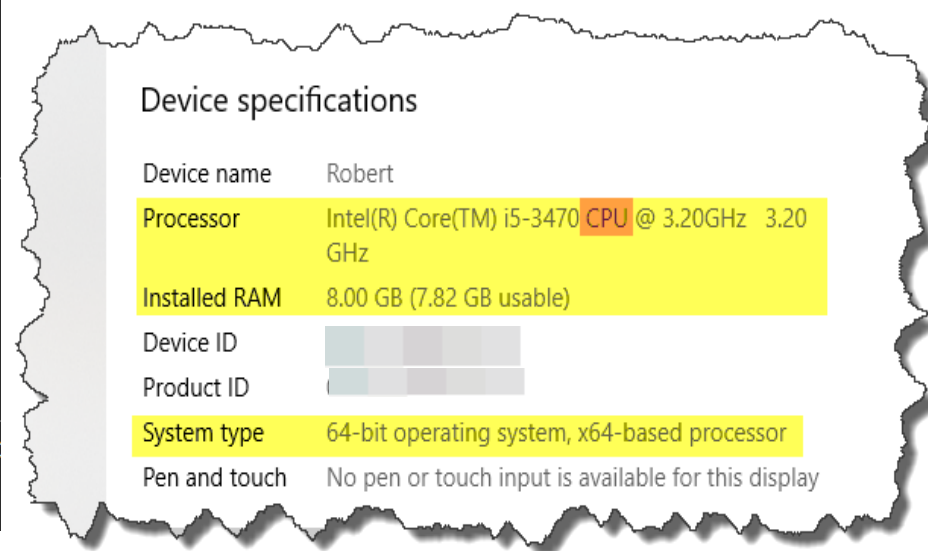 Device specifications
Device name Robert
Processor Intel(R) Core(TM) i5-3470 CPU @ 3.20GHz 3.20
GHz
Installed RAM 8.00 GB (7.82 GB usable)
Device ID
Product ID
System type 64-bit operating system, x64-based processor
Pen and touch No pen or touch input is available for this display